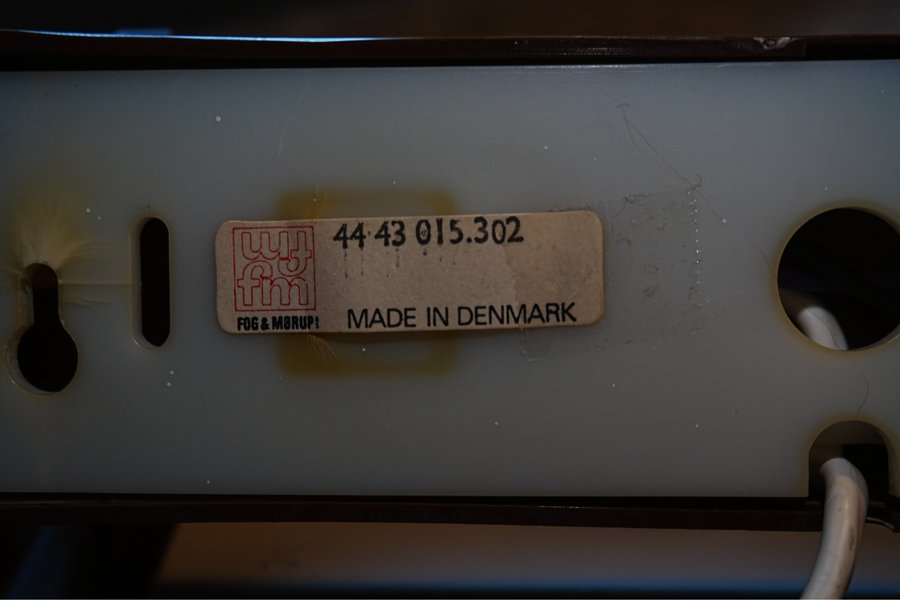 44 43 015.302
fm
FOG & MØRUP
MADE IN DENMARK